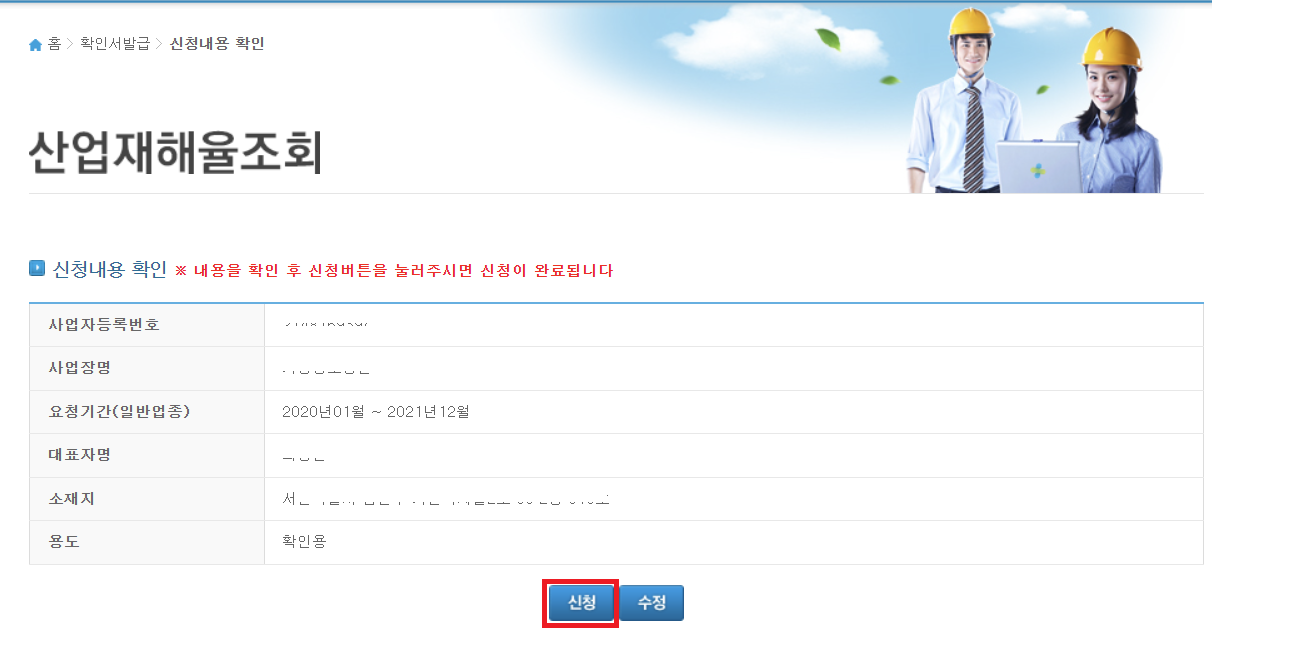 홈 > 확인서발급 > 신청내용 확인
산업재해율조회
신청내용 확인 ※ 내용을 확인 후 신청버튼을 눌러주시면 신청이 완료됩니다
사업자등록번호
사업장명
요청기간(일반업종) 2020년01월 ~ 2021년12월
대표자명
소재지
용도 확인용
신청 수정